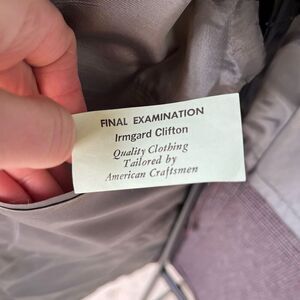 FINAL EXAMINATION
Irmgard Clifton
Quality Clothing
Tailored by
American Craftsmen